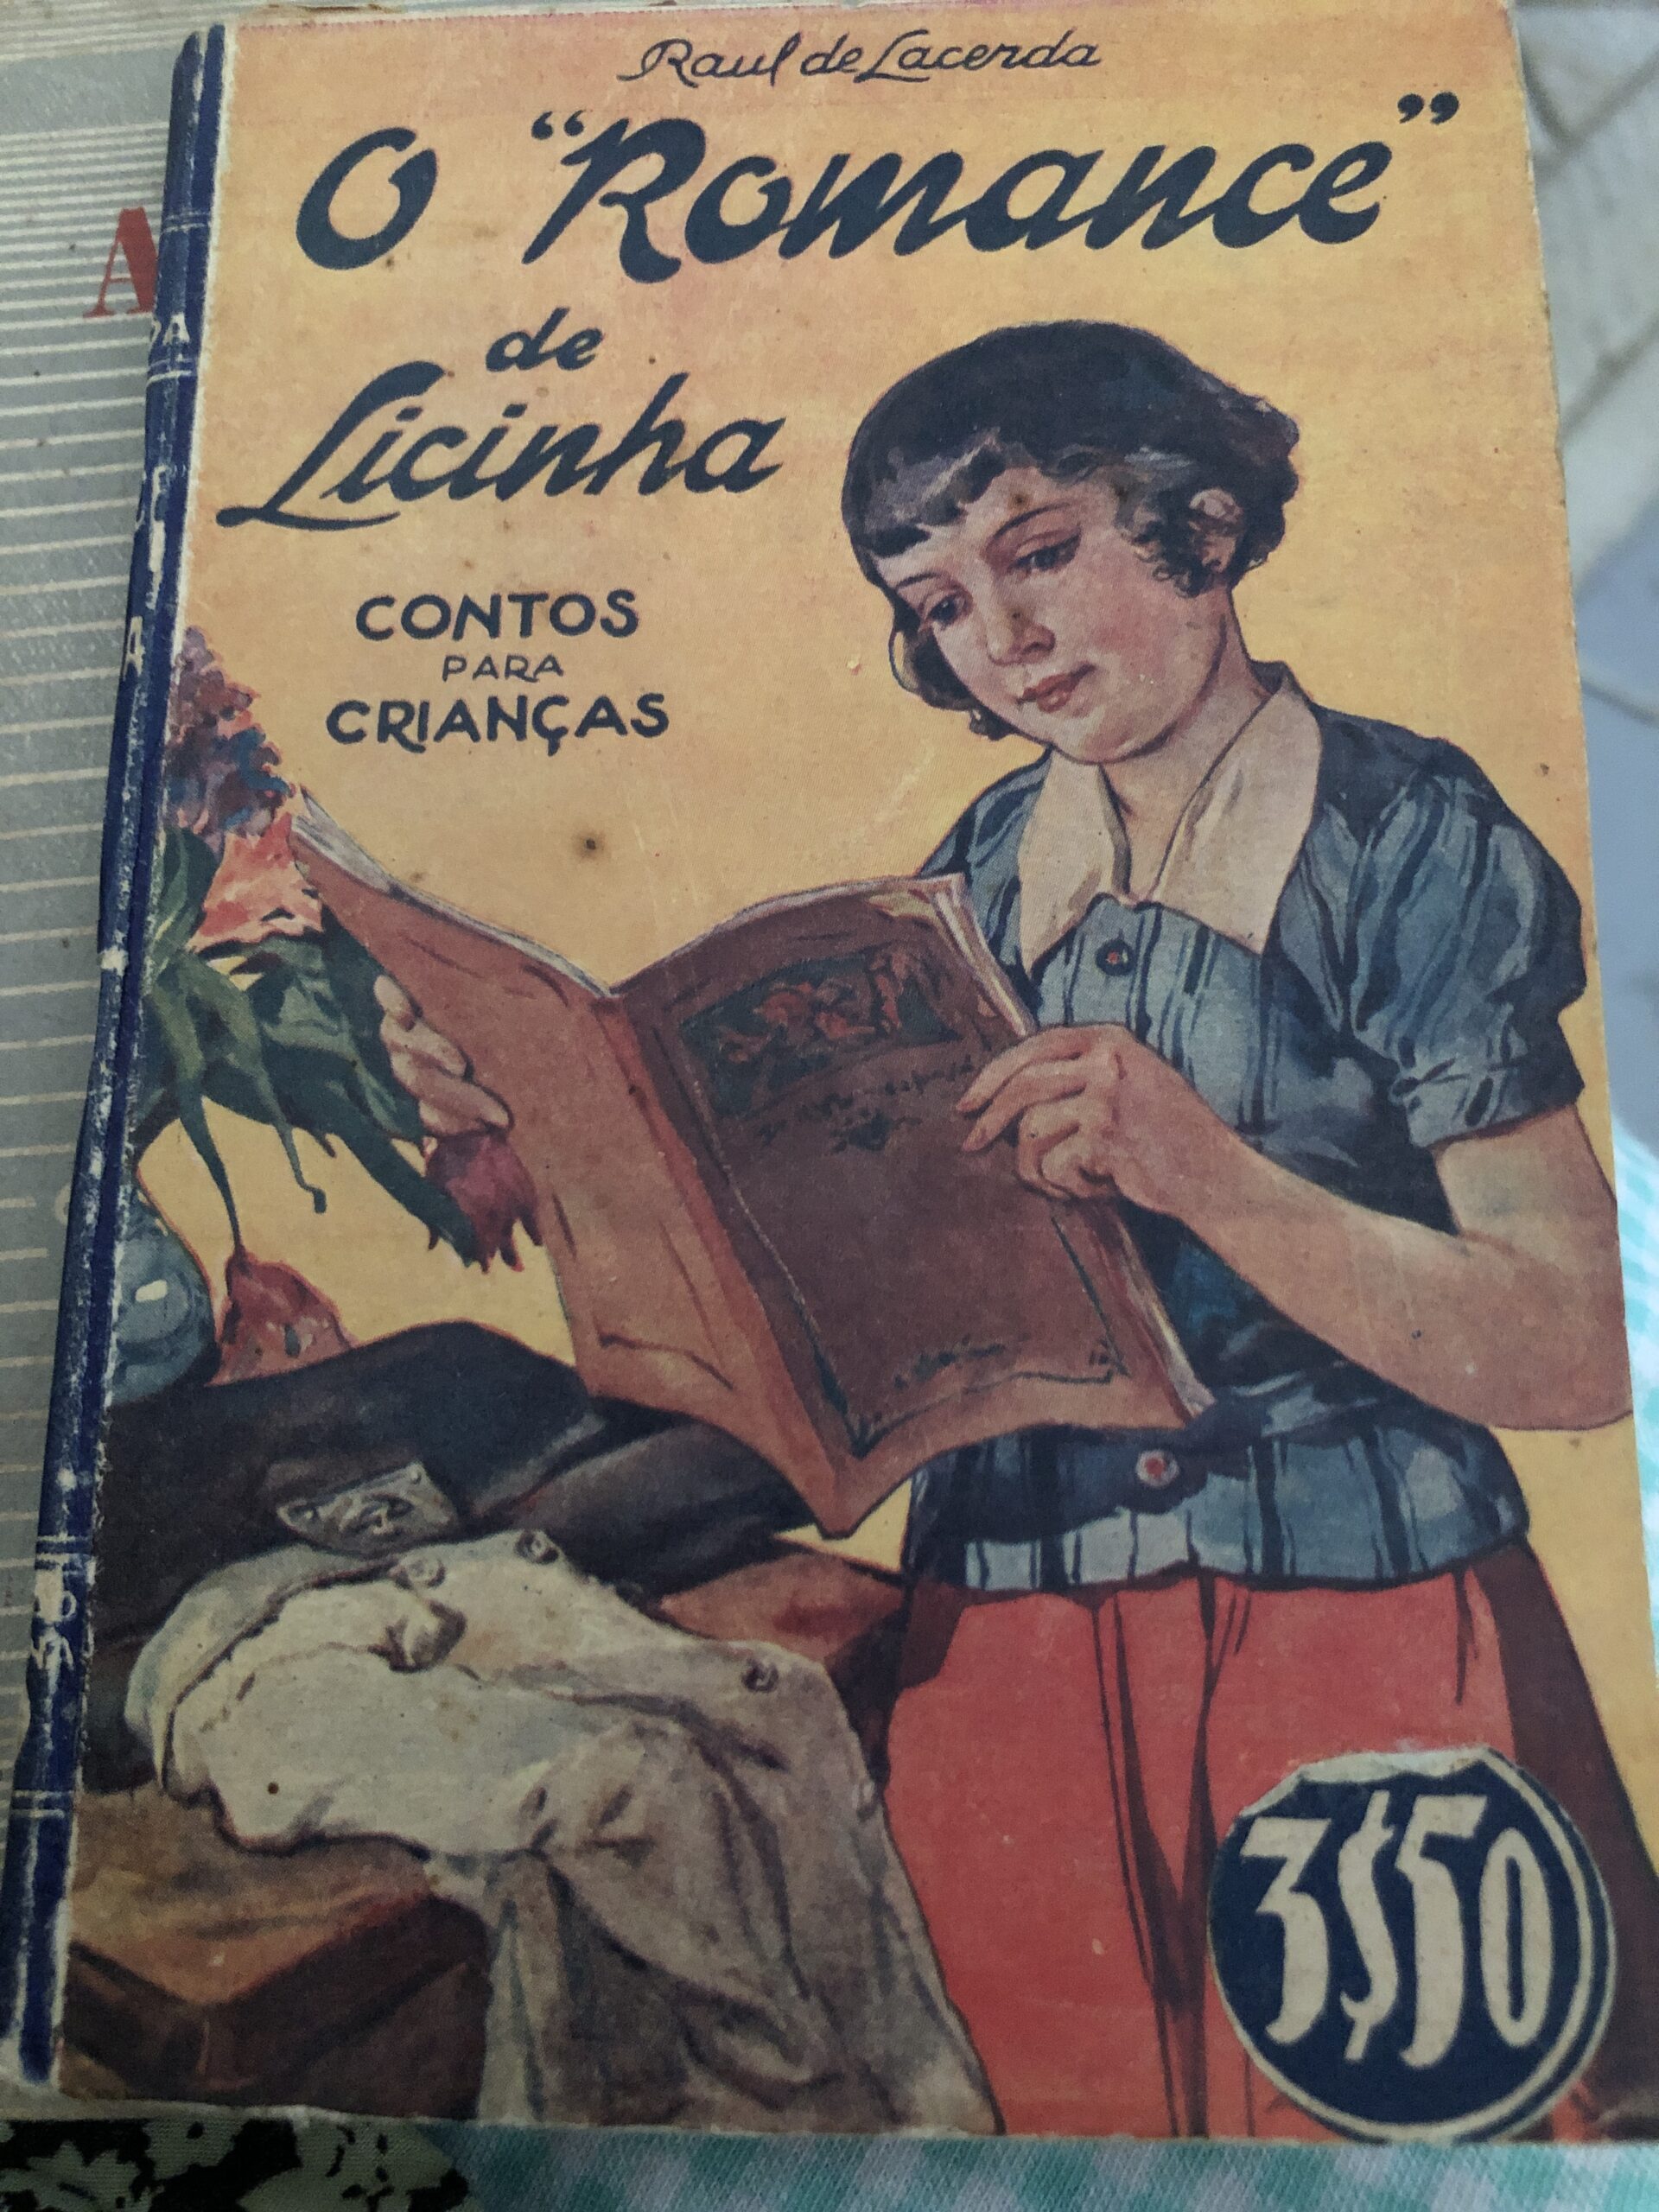 Raul de Lacerda
O “Romance”
de
Licinha
CONTOS
PARA
CRIANÇAS
3$50
A